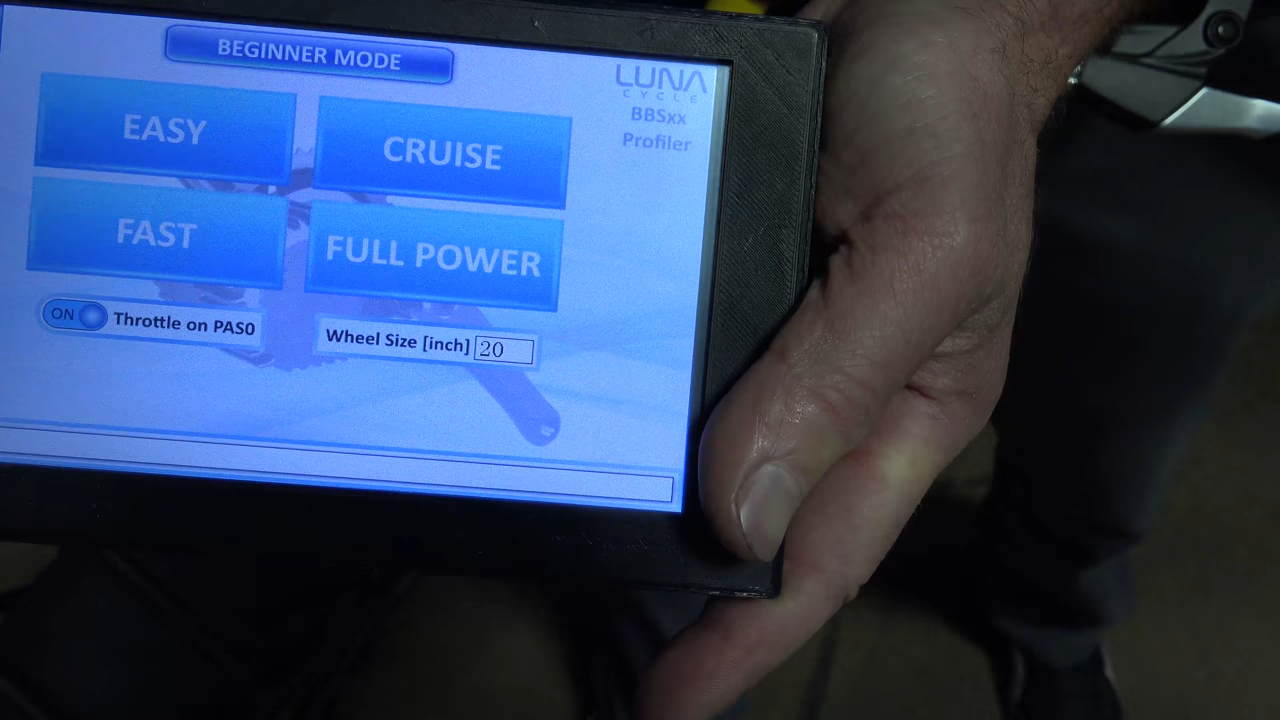 BEGINNER MODE
LUNA
CYCLE
BBSxx
Profiler
EASY
CRUISE
FAST
FULL POWER
ON
Throttle on PAS0
Wheel Size [inch] 20